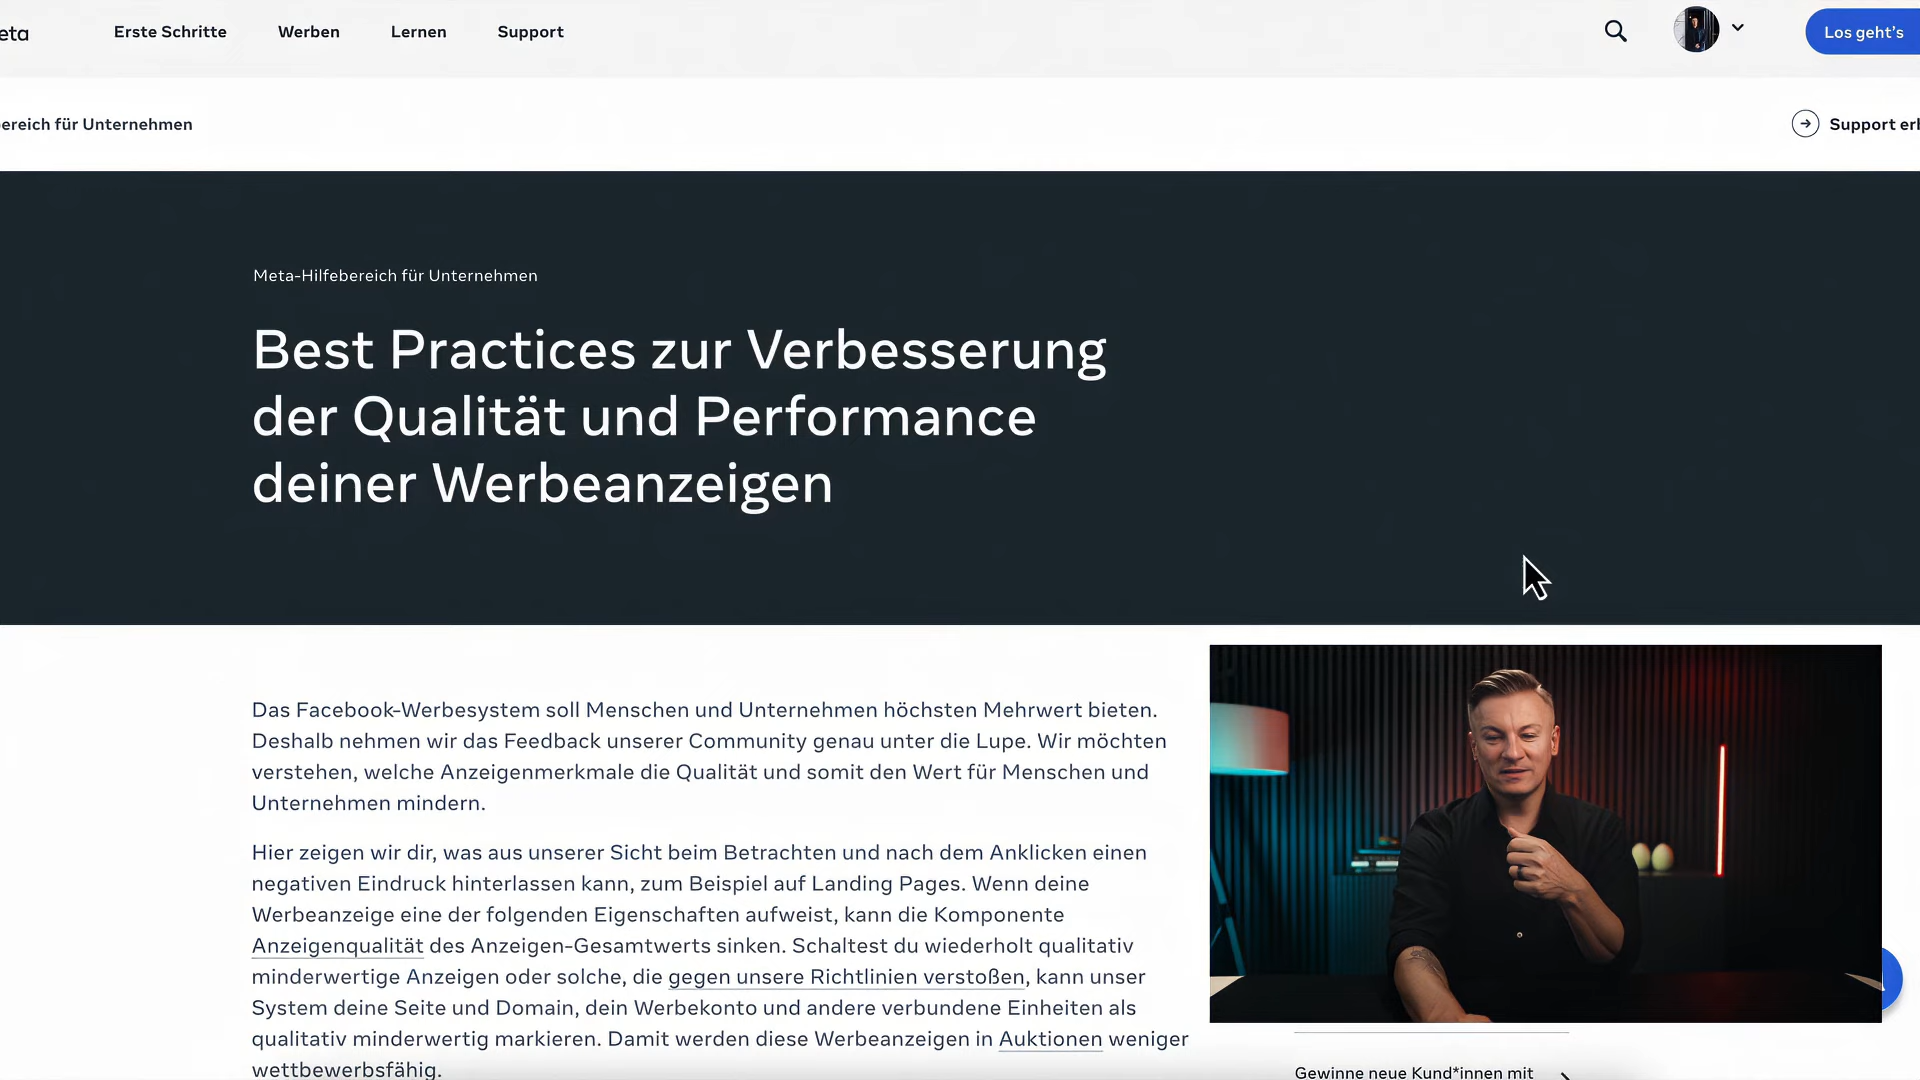 eta
Erste Schritte
Werben
Lernen
Support
Los geht's
ereich für Unternehmen
Support erh
Meta-Hilfebereich für Unternehmen
Best Practices zur Verbesserung
der Qualität und Performance
deiner Werbeanzeigen
Das Facebook-Werbesystem soll Menschen und Unternehmen höchsten Mehrwert bieten.
Deshalb nehmen wir das Feedback unserer Community genau unter die Lupe. Wir möchten
verstehen, welche Anzeigenmerkmale die Qualität und somit den Wert für Menschen und
Unternehmen mindern.
Hier zeigen wir dir, was aus unserer Sicht beim Betrachten und nach dem Anklicken einen
negativen Eindruck hinterlassen kann, zum Beispiel auf Landing Pages. Wenn deine
Werbeanzeige eine der folgenden Eigenschaften aufweist, kann die Komponente
Anzeigenqualität des Anzeigen-Gesamtwerts sinken. Schaltest du wiederholt qualitativ
minderwertige Anzeigen oder solche, die gegen unsere Richtlinien verstoßen, kann unser
System deine Seite und Domain, dein Werbekonto und andere verbundene Einheiten als
qualitativ minderwertig markieren. Damit werden diese Werbeanzeigen in Auktionen weniger
wettbewerbsfähig.
Gewinne neue Kund*innen mit